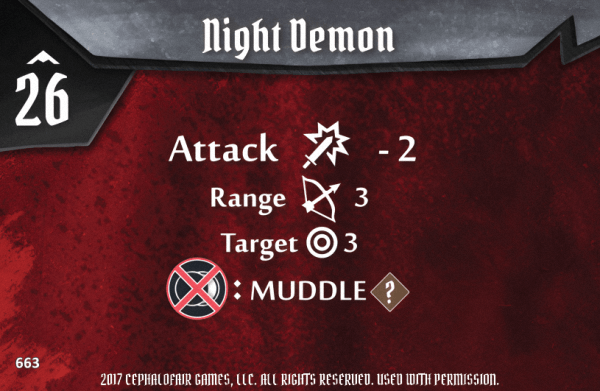 Night Demon
26
Attack - 2
Range 3
Target 3
: MUDDLE ?
663
2017 CEPHALOFAIR GAMES, LLC. ALL RIGHTS RESERVED. USED WITH PERMISSION.